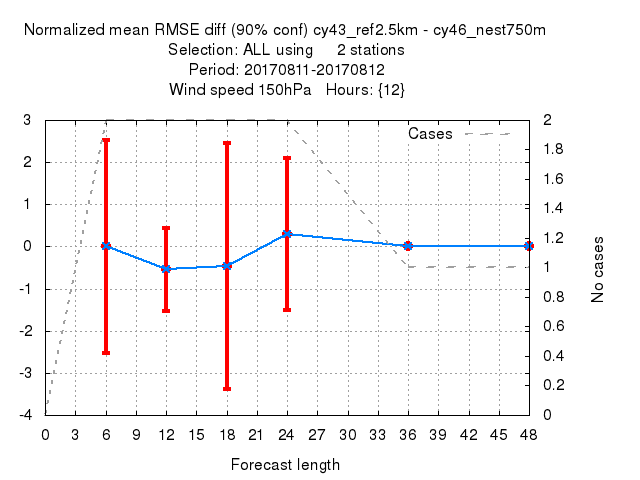 Normalized mean RMSE diff (90% conf) cy43_ref2.5km - cy46_nest750m
Selection: ALL using 2 stations
Period: 20170811-20170812
Wind speed 150hPa Hours: {12}
Cases
3
2
1
0
-1
-2
-3
-4
2
1.8
1.6
1.4
1.2
1
0.8
0.6
0.4
0.2
0
No cases
0 3 6 9 12 15 18 21 24 27 30 33 36 39 42 45 48
Forecast length